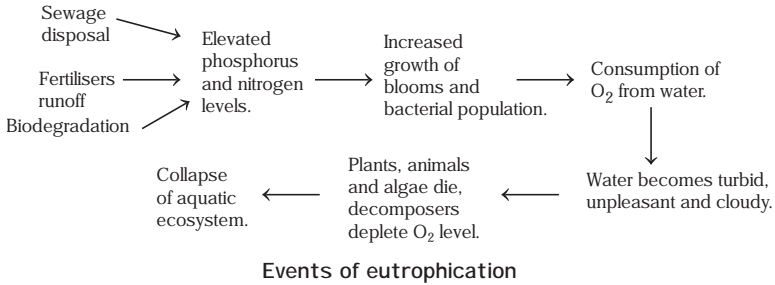 Sewage
disposal
Fertilisers
runoff
Biodegradation
Elevated
phosphorus
and nitrogen
levels.
Increased
growth of
blooms and
bacterial population.
Consumption of
O₂ from water.
Water becomes turbid,
unpleasant and cloudy.
Plants, animals
and algae die,
decomposers
deplete O₂ level.
Collapse
of aquatic
ecosystem.
Events of eutrophication